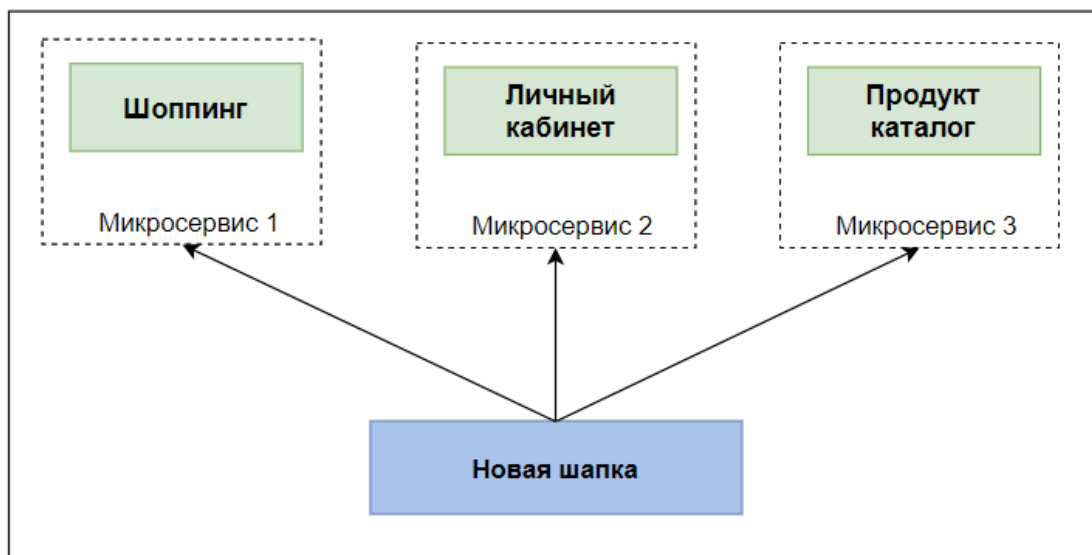 Шоппинг
Личный
кабинет
Продукт
каталог
Микросервис 1
Микросервис 2
Микросервис 3
Новая шапка